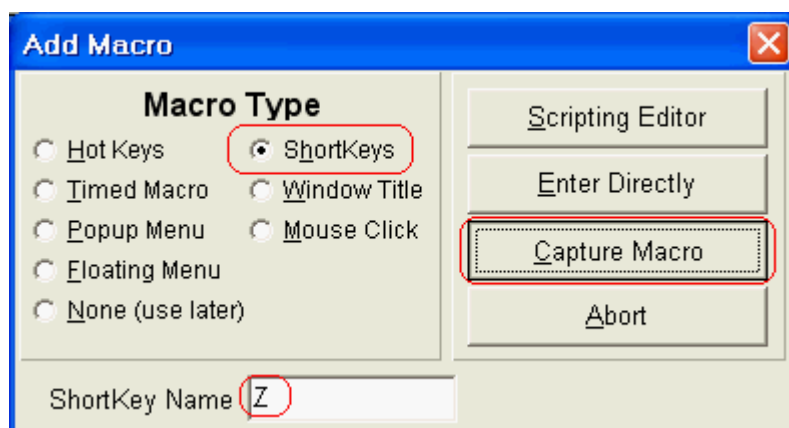 Add Macro
Macro Type
Hot Keys
ShortKeys
Timed Macro
Window Title
Popup Menu
Mouse Click
Floating Menu
None (use later)
Scripting Editor
Enter Directly
Capture Macro
Abort
ShortKey Name Z